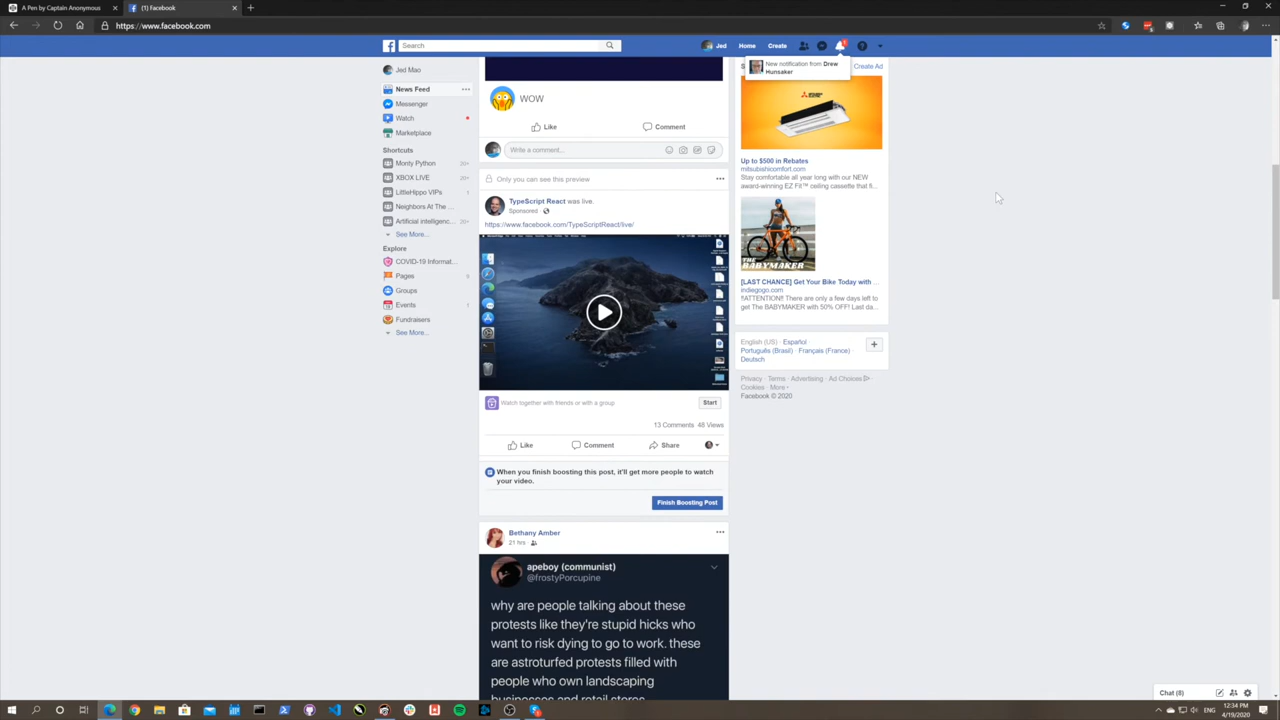 A Pen by Captain Anonymous
(1) Facebook
https://www.facebook.com
Search
Jed
Home
Create
1
New notification from Drew
Hunsaker
Create Ad
Jed Mao
News Feed
Messenger
Watch
Marketplace
Shortcuts
Monty Python
20+
XBOX LIVE
20+
LittleHippo VIPs
1
Neighbors At The ...
Artificial intelligenc...
20+
See More...
Explore
COVID-19 Informat...
Pages
8
Groups
Events
1
Fundraisers
See More...
WOW
Like
Comment
Write a comment...
Only you can see this preview
TypeScript React was live.
Sponsored ·
https://www.facebook.com/TypeScriptReact/live/
Watch together with friends or with a group
Start
13 Comments 48 Views
Like
Comment
Share
When you finish boosting this post, it'll get more people to watch
your video.
Finish Boosting Post
Bethany Amber
21 hrs ·
apeboy (communist)
@frostyPorcupine
why are people talking about these
protests like they're stupid hicks who
want to risk dying to go to work. these
are astroturfed protests filled with
people who own landscaping
businesses and retail stores
MITSUBISHI ELECTRIC
Up to $500 in Rebates
mitsubishicomfort.com
Stay comfortable all year long with our NEW
award-winning EZ Fit™ ceiling cassette that fi...
THE BABYMAKER
[LAST CHANCE] Get Your Bike Today with ...
indiegogo.com
!!ATTENTION!! There are only a few days left to
get The BABYMAKER with 50% OFF! Last da...
English (US) · Español
Português (Brasil) · Français (France) ·
Deutsch
Privacy · Terms · Advertising · Ad Choices ·
Cookies · More
Facebook © 2020
Chat (8)
12:34 PM
4/19/2020